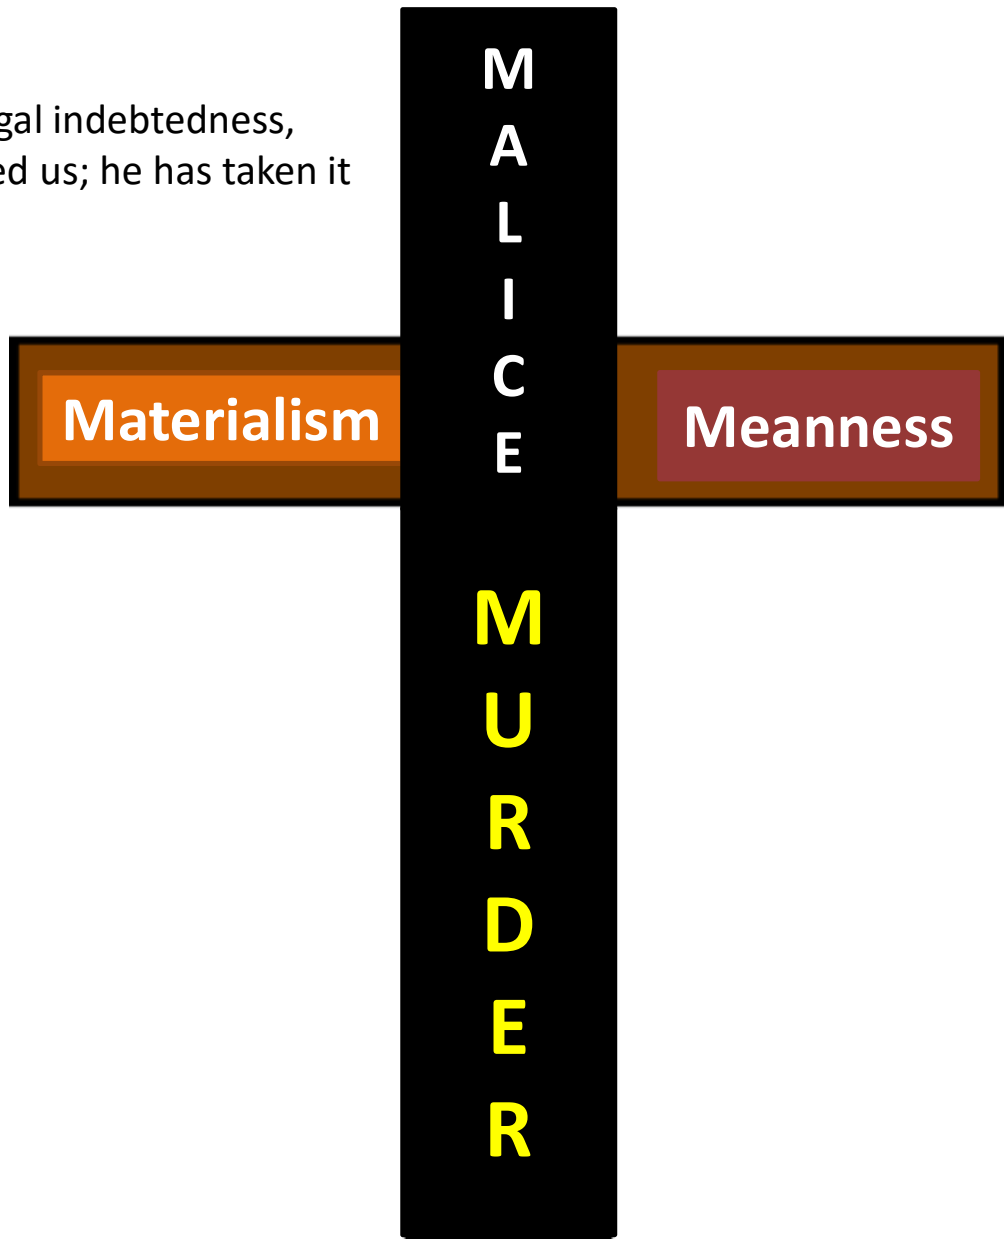 gal indebtedness,
ed us; he has taken it
M
A
L
I
C
E
Materialism
Meanness
M
U
R
D
E
R